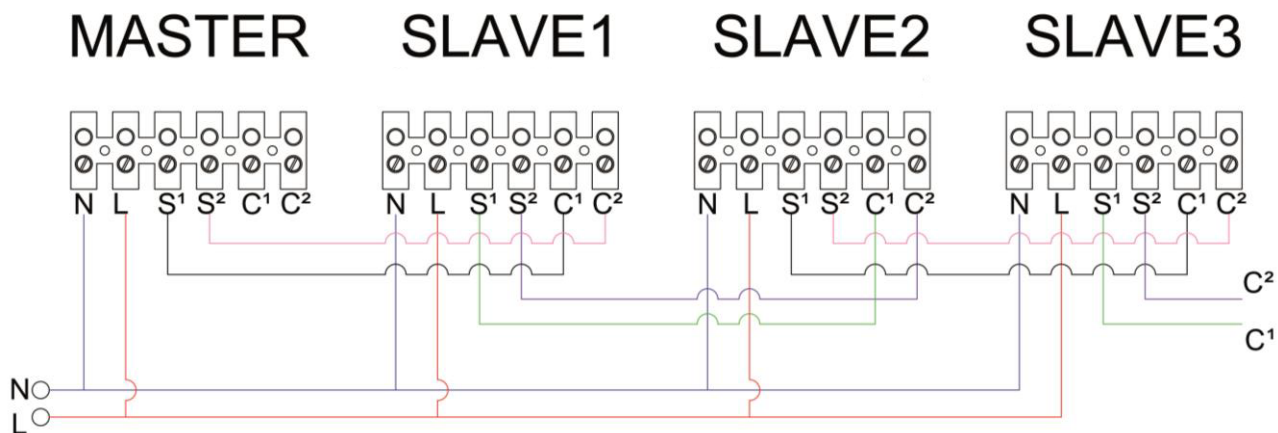 MASTER SLAVE1 SLAVE2 SLAVE3
N L S¹ S² C¹ C² N L S¹ S² C¹ C² N L S¹ S² C¹ C² N L S¹ S² C¹ C²
C²
C¹
N
L